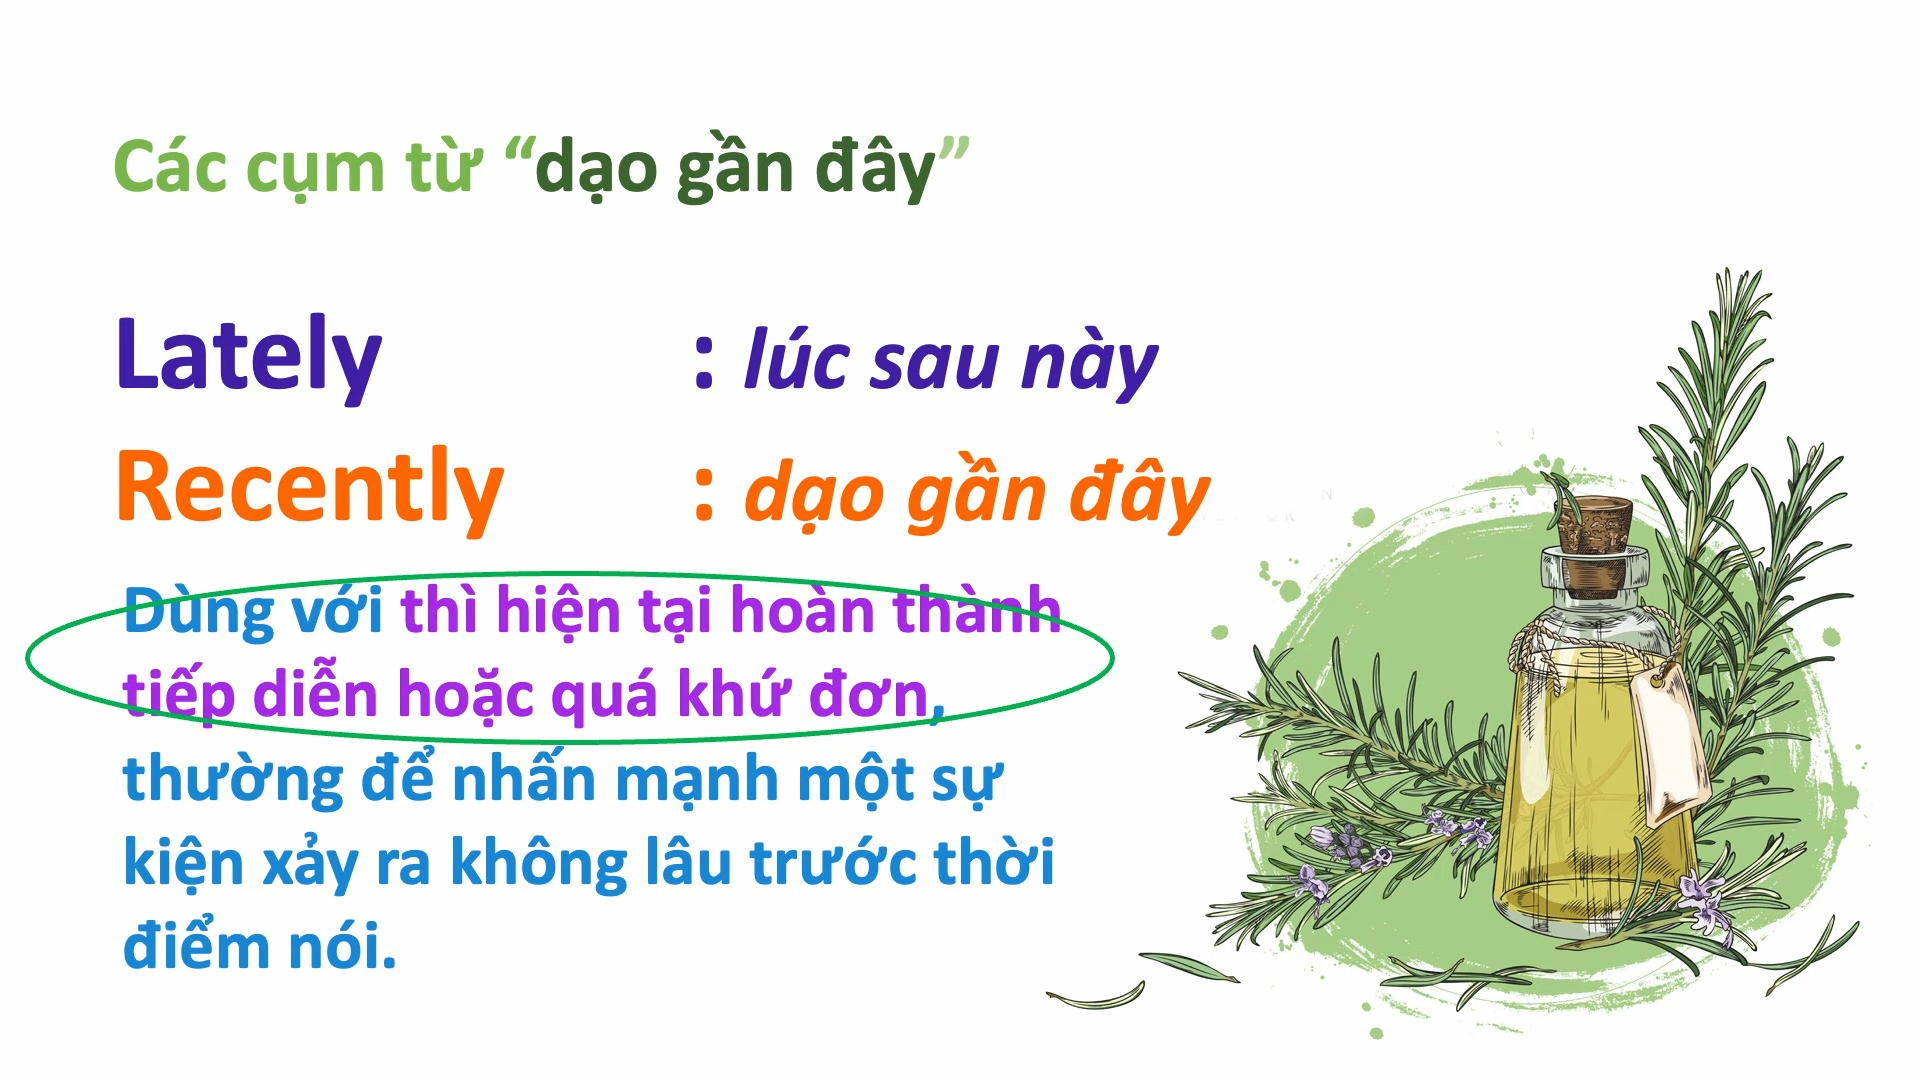 Các cụm từ “dạo gần đây”
Lately : lúc sau này
Recently : dạo gần đây
Dùng với thì hiện tại hoàn thành
tiếp diễn hoặc quá khứ đơn,
thường để nhấn mạnh một sự
kiện xảy ra không lâu trước thời
điểm nói.